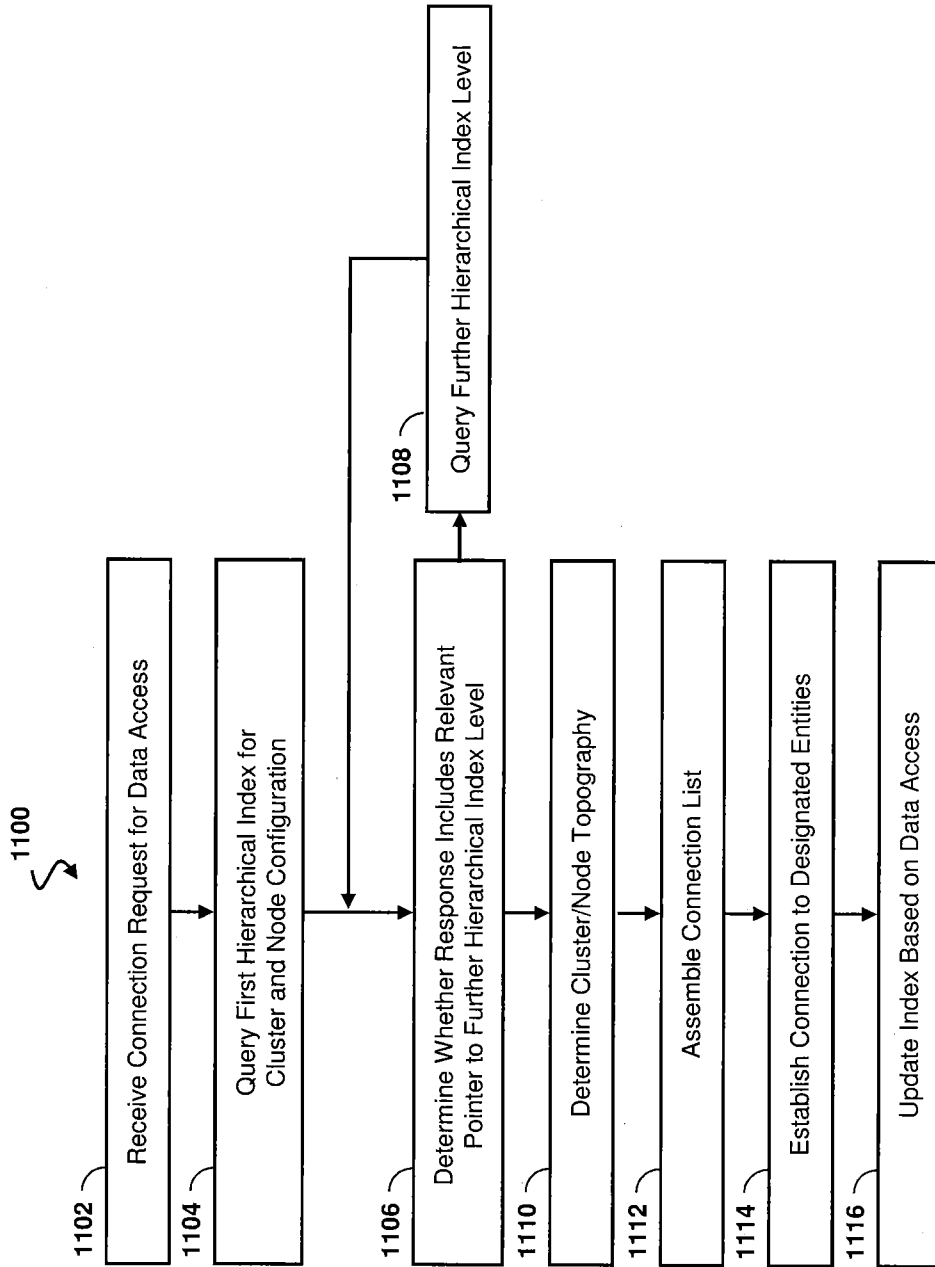 1100
1102
Receive Connection Request for Data Access
1104
Query First Hierarchical Index for
Cluster and Node Configuration
1106
Determine Whether Response Includes Relevant
Pointer to Further Hierarchical Index Level
1108
Query Further Hierarchical Index Level
1110
Determine Cluster/Node Topography
1112
Assemble Connection List
1114
Establish Connection to Designated Entities
1116
Update Index Based on Data Access